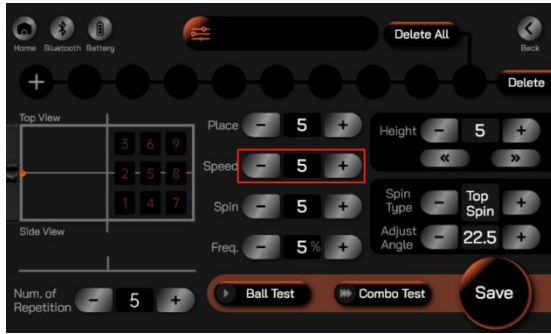 Delete All
Home Bluetooth Battery
Back
+
Delete
Top View
3 6 9
2 5 8
1 4 7
Side View
Place − 5 +
Speed − 5 +
Spin − 5 +
Freq. − 5 % +
Height − 5 +
« »
Spin Type − Top Spin +
Adjust Angle − 22.5 +
Num. of
Repetition − 5 +
Ball Test
Combo Test
Save